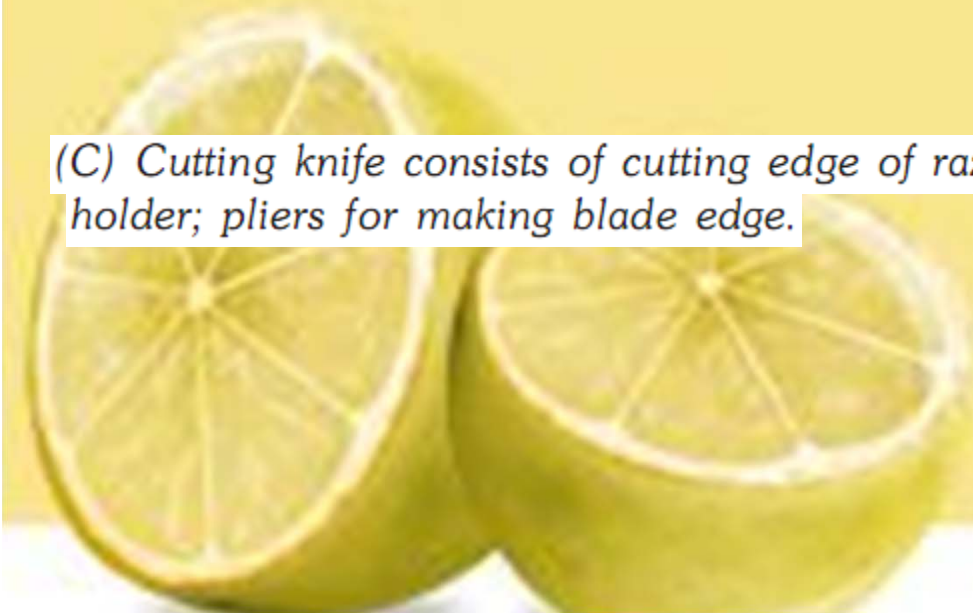 (C) Cutting knife consists of cutting edge of
holder; pliers for making blade edge.